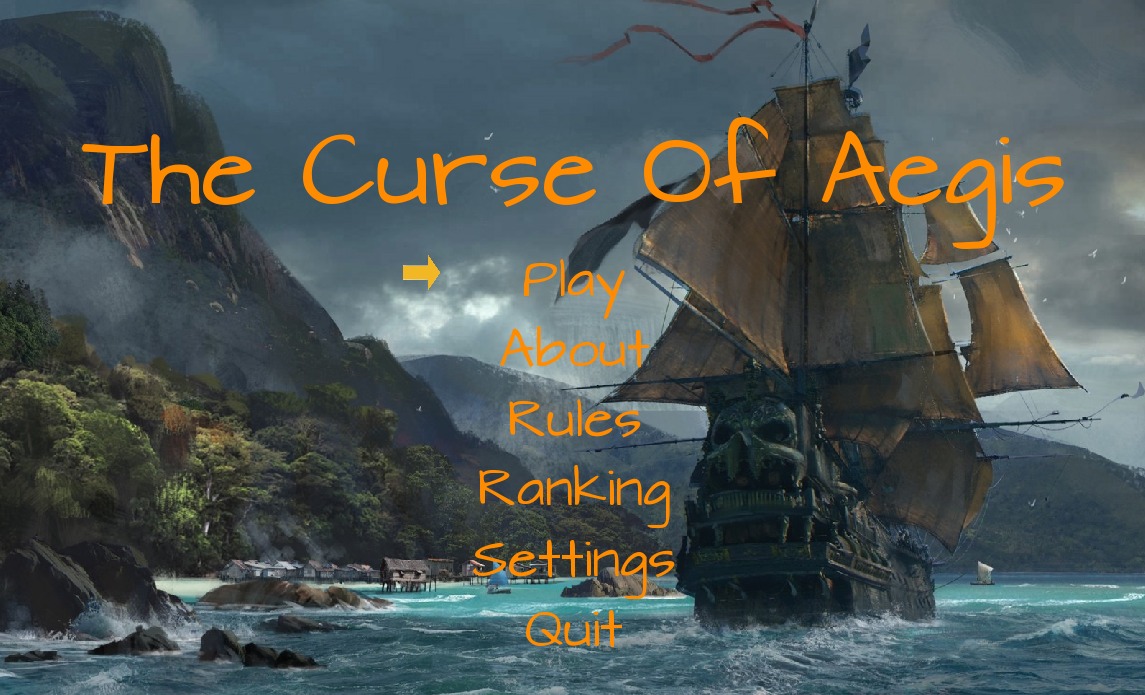 The Curse Of Aegis
Play
About
Rules
Ranking
Settings
Quit